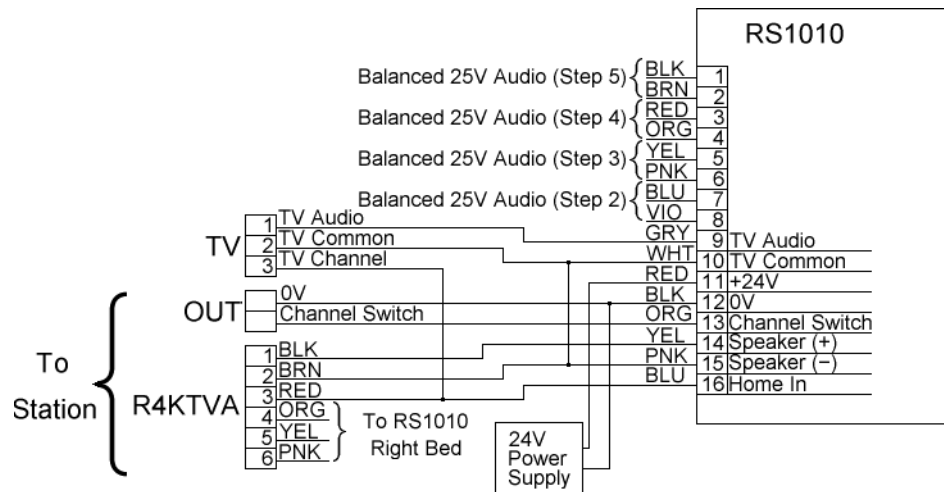 RS1010
Balanced 25V Audio (Step 5)
BLK 1
BRN 2
Balanced 25V Audio (Step 4)
RED 3
ORG 4
Balanced 25V Audio (Step 3)
YEL 5
PNK 6
Balanced 25V Audio (Step 2)
BLU 7
VIO 8
GRY 9 TV Audio
WHT 10 TV Common
RED 11 +24V
BLK 12 0V
ORG 13 Channel Switch
YEL 14 Speaker (+)
PNK 15 Speaker (−)
BLU 16 Home In
TV
1 TV Audio
2 TV Common
3 TV Channel
OUT
0V
Channel Switch
To
Station
R4KTVA
1 BLK
2 BRN
3 RED
4 ORG
5 YEL
6 PNK
To RS1010
Right Bed
24V
Power
Supply